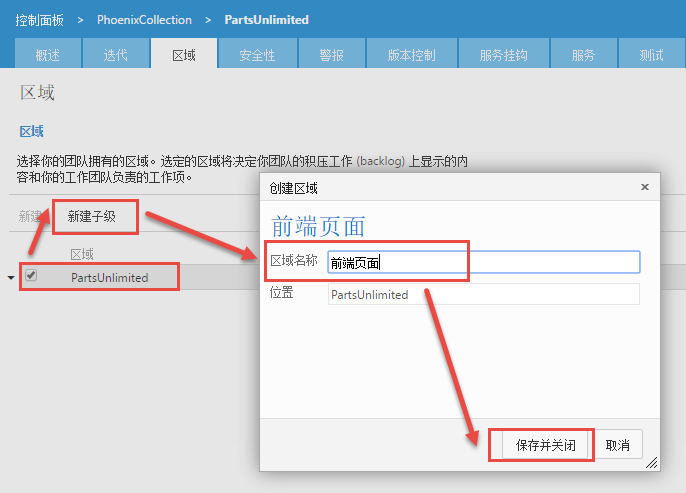 控制面板 > PhoenixCollection > PartsUnlimited
概述 迭代 区域 安全性 警报 版本控制 服务挂钩 服务 测试
区域
区域
选择你的团队拥有的区域。选定的区域将决定你团队的积压工作 (backlog) 上显示的内
容和你的工作团队负责的工作项。
新建 新建子级
区域
PartsUnlimited
创建区域 ×
前端页面
区域名称 前端页面
位置 PartsUnlimited
保存并关闭 取消